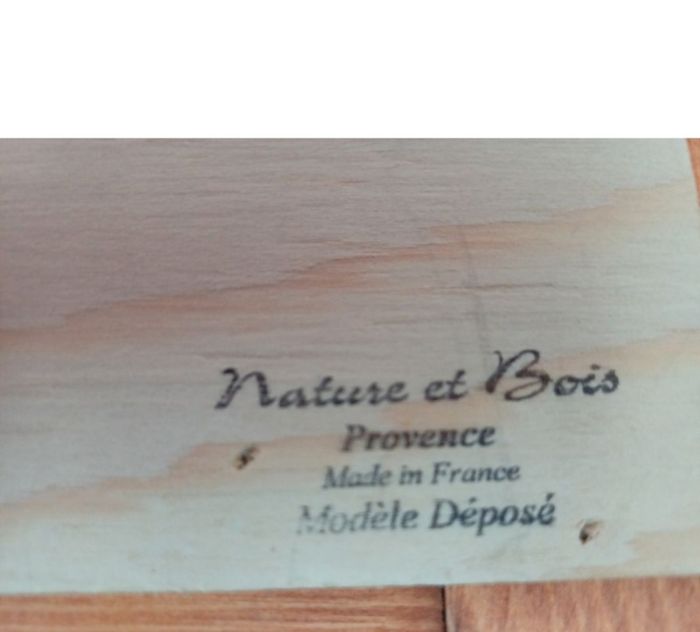 Nature et Bois
Provence
Made in France
Modèle Déposé